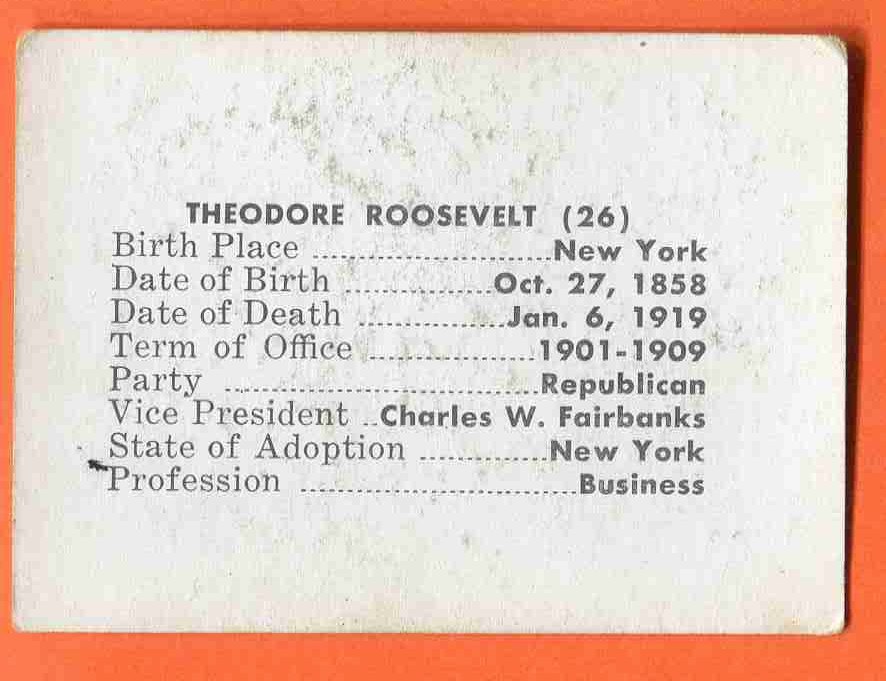 THEODORE ROOSEVELT (26)
Birth Place ..............................New York
Date of Birth ...................Oct. 27, 1858
Date of Death ...................Jan. 6, 1919
Term of Office .....................1901-1909
Party ........................................Republican
Vice President ..Charles W. Fairbanks
State of Adoption ................New York
Profession ...................................Business